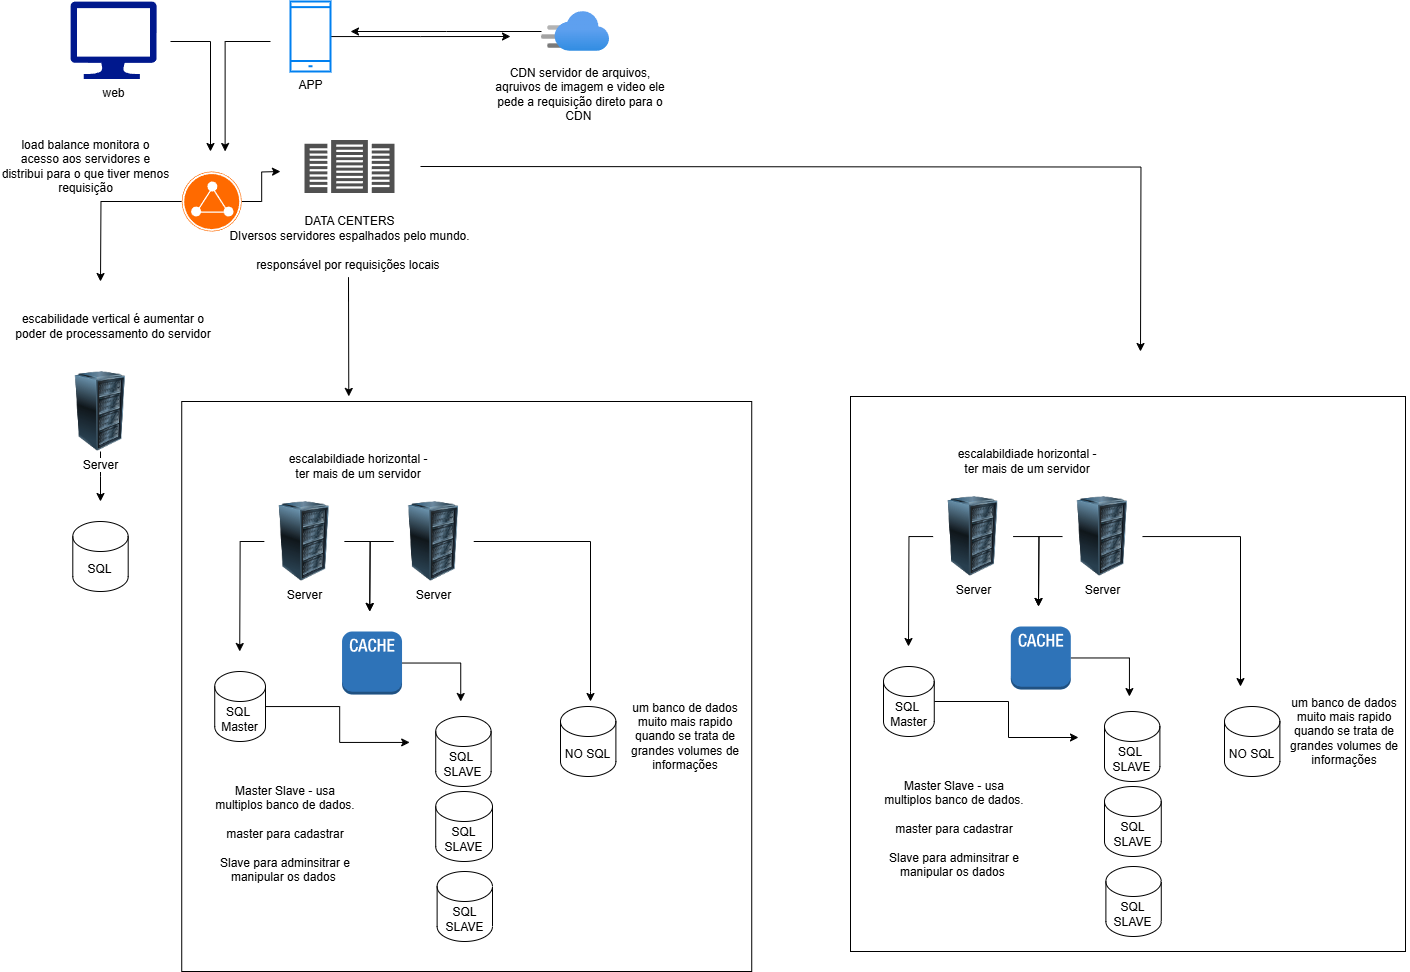 web
APP
CDN servidor de arquivos,
aqruivos de imagem e video ele
pede a requisição direto para o
CDN
load balance monitora o
acesso aos servidores e
distribui para o que tiver menos
requisição
DATA CENTERS
DIversos servidores espalhados pelo mundo.
responsável por requisições locais
escabilidade vertical é aumentar o
poder de processamento do servidor
Server
SQL
escalabildiade horizontal -
ter mais de um servidor
Server
Server
CACHE
SQL
Master
SQL
SLAVE
SQL
SLAVE
SQL
SLAVE
NO SQL
um banco de dados
muito mais rapido
quando se trata de
grandes volumes de
informações
Master Slave - usa
multiplos banco de dados.
master para cadastrar
Slave para adminsitrar e
manipular os dados
escalabildiade horizontal -
ter mais de um servidor
Server
Server
CACHE
SQL
Master
SQL
SLAVE
SQL
SLAVE
SQL
SLAVE
NO SQL
um banco de dados
muito mais rapido
quando se trata de
grandes volumes de
informações
Master Slave - usa
multiplos banco de dados.
master para cadastrar
Slave para adminsitrar e
manipular os dados